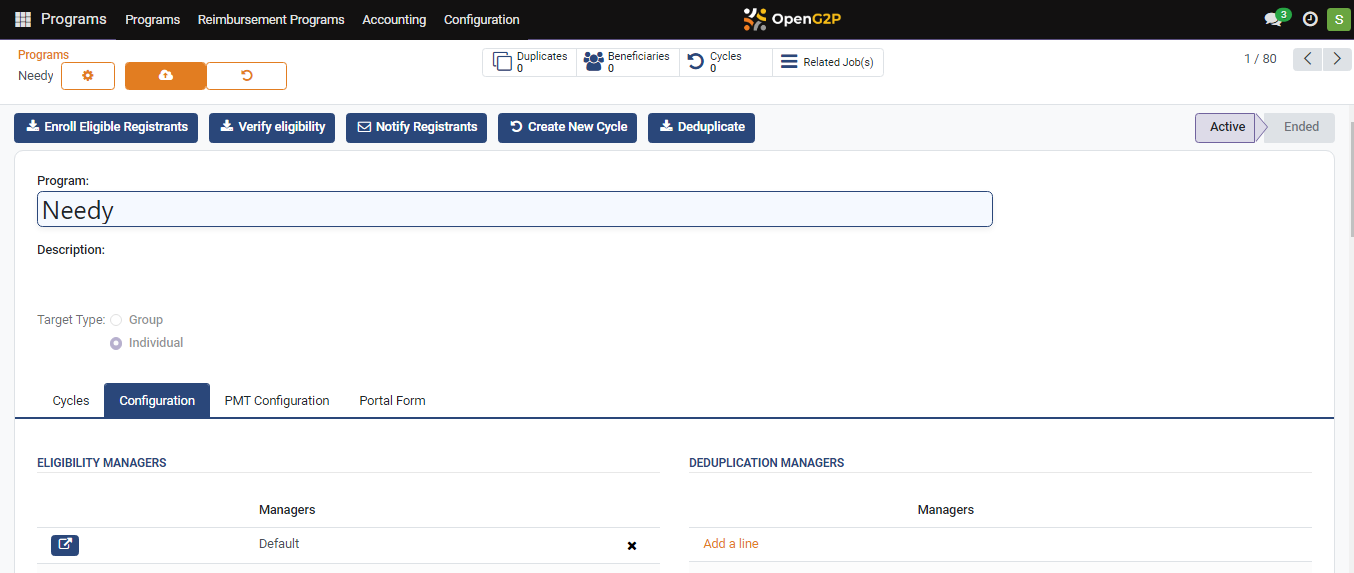 Programs Programs Reimbursement Programs Accounting Configuration OpenG2P 3 S
Programs
Needy
Duplicates 0 Beneficiaries 0 Cycles 0 Related Job(s) 1 / 80
Enroll Eligible Registrants Verify eligibility Notify Registrants Create New Cycle Deduplicate Active Ended
Program:
Needy
Description:
Target Type: Group
Individual
Cycles Configuration PMT Configuration Portal Form
ELIGIBILITY MANAGERS DEDUPLICATION MANAGERS
Managers Managers
Default Add a line